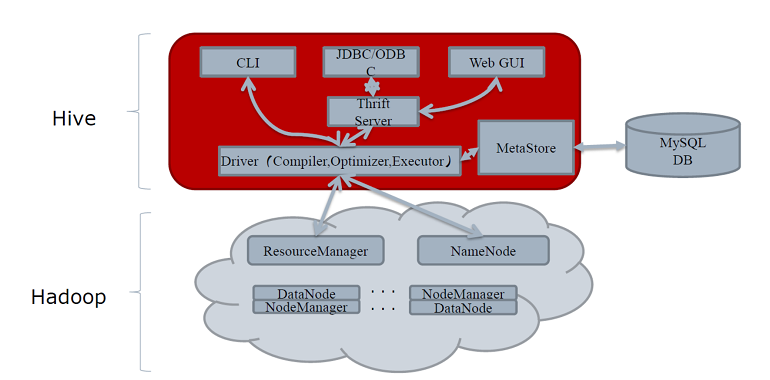 CLI
JDBC/ODB
C
Web GUI
Thrift
Server
Hive
MetaStore
MySQL
DB
Driver（Compiler,Optimizer,Executor）
ResourceManager
NameNode
Hadoop
DataNode
NodeManager
. . .
. . .
NodeManager
DataNode